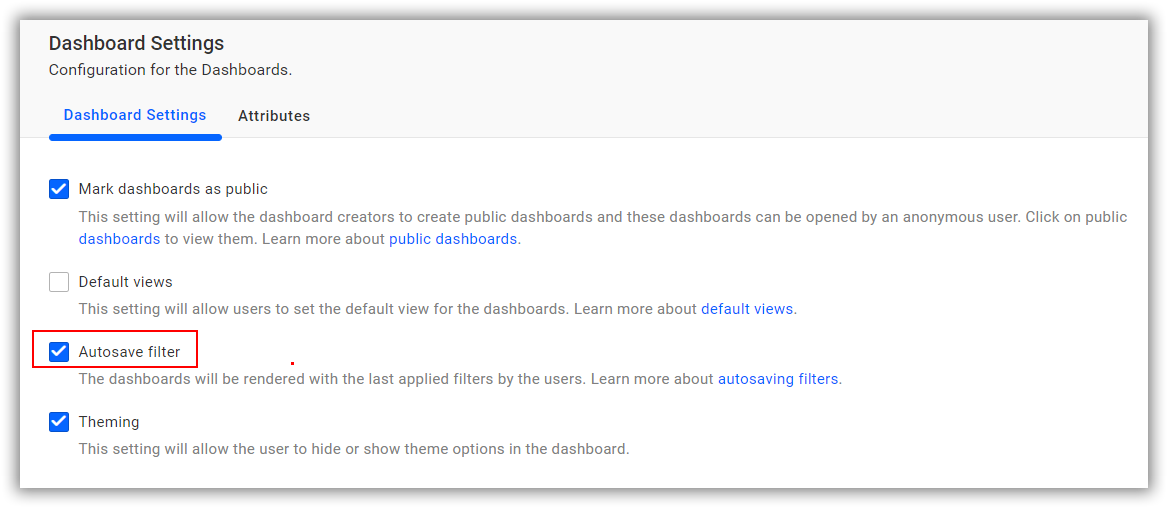 Dashboard Settings
Configuration for the Dashboards.
Dashboard Settings Attributes
Mark dashboards as public
This setting will allow the dashboard creators to create public dashboards and these dashboards can be opened by an anonymous user. Click on public
dashboards to view them. Learn more about public dashboards.
Default views
This setting will allow users to set the default view for the dashboards. Learn more about default views.
Autosave filter
The dashboards will be rendered with the last applied filters by the users. Learn more about autosaving filters.
Theming
This setting will allow the user to hide or show theme options in the dashboard.